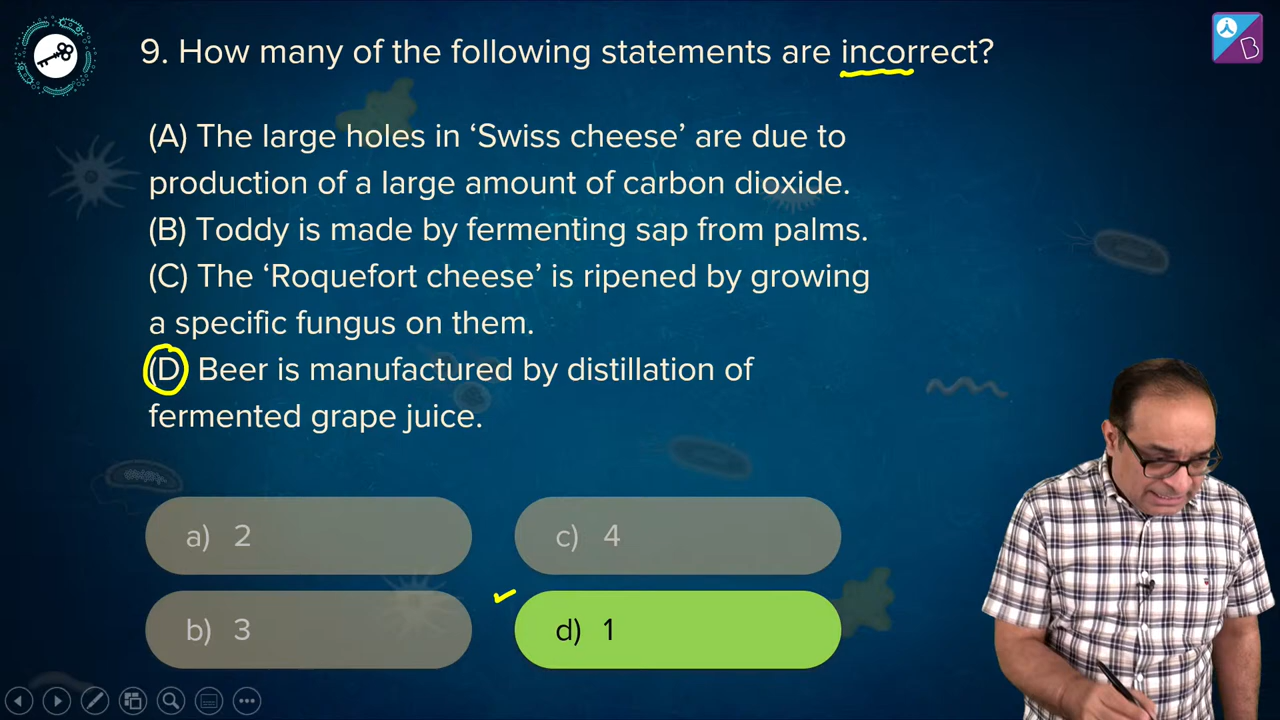 9. How many of the following statements are incorrect?
(A) The large holes in ‘Swiss cheese’ are due to
production of a large amount of carbon dioxide.
(B) Toddy is made by fermenting sap from palms.
(C) The ‘Roquefort cheese’ is ripened by growing
a specific fungus on them.
(D) Beer is manufactured by distillation of
fermented grape juice.
a) 2
c) 4
b) 3
d) 1
B